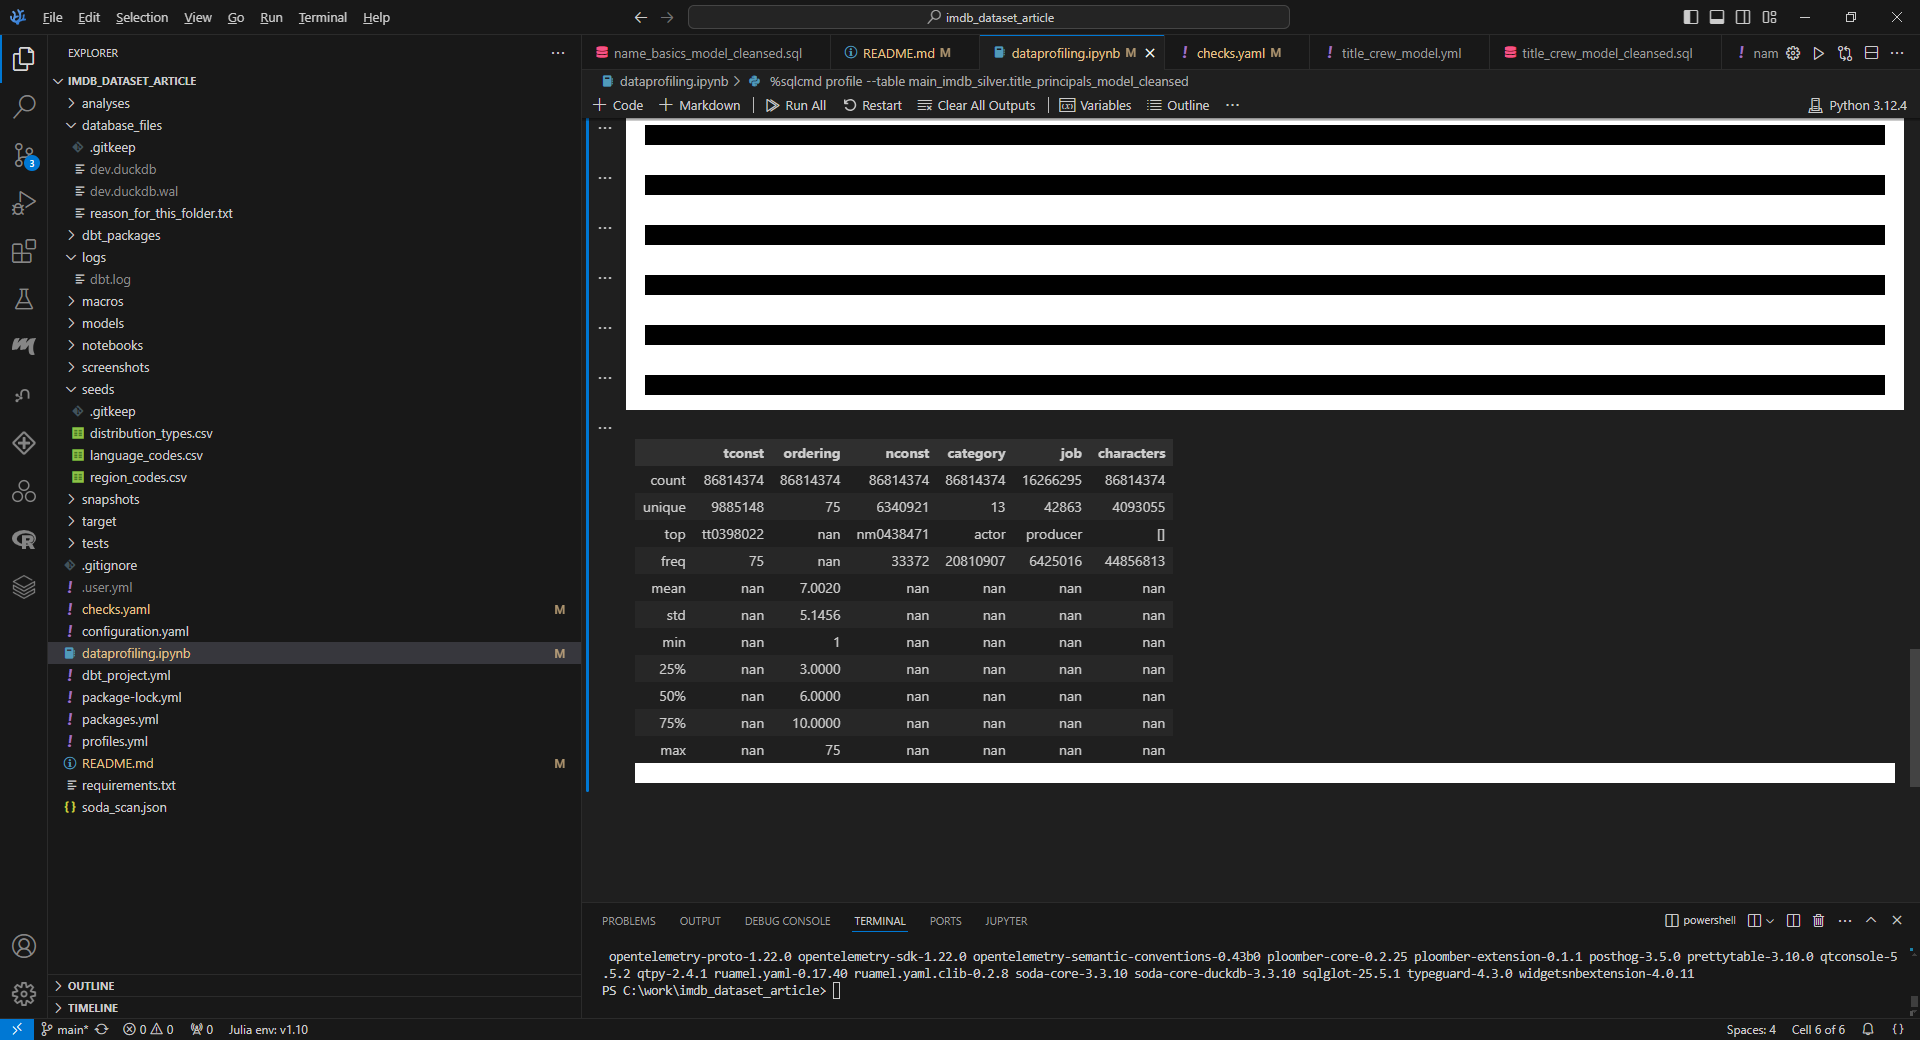 File Edit Selection View Go Run Terminal Help
imdb_dataset_article
EXPLORER
IMDB_DATASET_ARTICLE
analyses
database_files
.gitkeep
dev.duckdb
dev.duckdb.wal
reason_for_this_folder.txt
dbt_packages
logs
dbt.log
macros
models
notebooks
screenshots
seeds
.gitkeep
distribution_types.csv
language_codes.csv
region_codes.csv
snapshots
target
tests
.gitignore
.user.yml
checks.yaml M
configuration.yaml
dataprofiling.ipynb M
dbt_project.yml
package-lock.yml
packages.yml
profiles.yml
README.md M
requirements.txt
soda_scan.json
OUTLINE
TIMELINE
3
name_basics_model_cleansed.sql README.md M dataprofiling.ipynb M checks.yaml M title_crew_model.yml title_crew_model_cleansed.sql nam
dataprofiling.ipynb > %sqlcmd profile --table main_imdb_silver.title_principals_model_cleansed
Code Markdown Run All Restart Clear All Outputs Variables Outline ... Python 3.12.4
tconst ordering nconst category job characters
count 86814374 86814374 86814374 86814374 16266295 86814374
unique 9885148 75 6340921 13 42863 4093055
top tt0398022 nan nm0438471 actor producer []
freq 75 nan 33372 20810907 6425016 44856813
mean nan 7.0020 nan nan nan nan
std nan 5.1456 nan nan nan nan
min nan 1 nan nan nan nan
25% nan 3.0000 nan nan nan nan
50% nan 6.0000 nan nan nan nan
75% nan 10.0000 nan nan nan nan
max nan 75 nan nan nan nan
PROBLEMS OUTPUT DEBUG CONSOLE TERMINAL PORTS JUPYTER powershell
opentelemetry-proto-1.22.0 opentelemetry-sdk-1.22.0 opentelemetry-semantic-conventions-0.43b0 ploomber-core-0.2.25 ploomber-extension-0.1.1 posthog-3.5.0 prettytable-3.10.0 qtconsole-5
.5.2 qtpy-2.4.1 ruamel.yaml-0.17.40 ruamel.yaml.clib-0.2.8 soda-core-3.3.10 soda-core-duckdb-3.3.10 sqlglot-25.5.1 typeguard-4.3.0 widgetsnbextension-4.0.11
PS C:\work\imdb_dataset_article>
main* 0 0 0 Julia env: v1.10 Spaces: 4 Cell 6 of 6